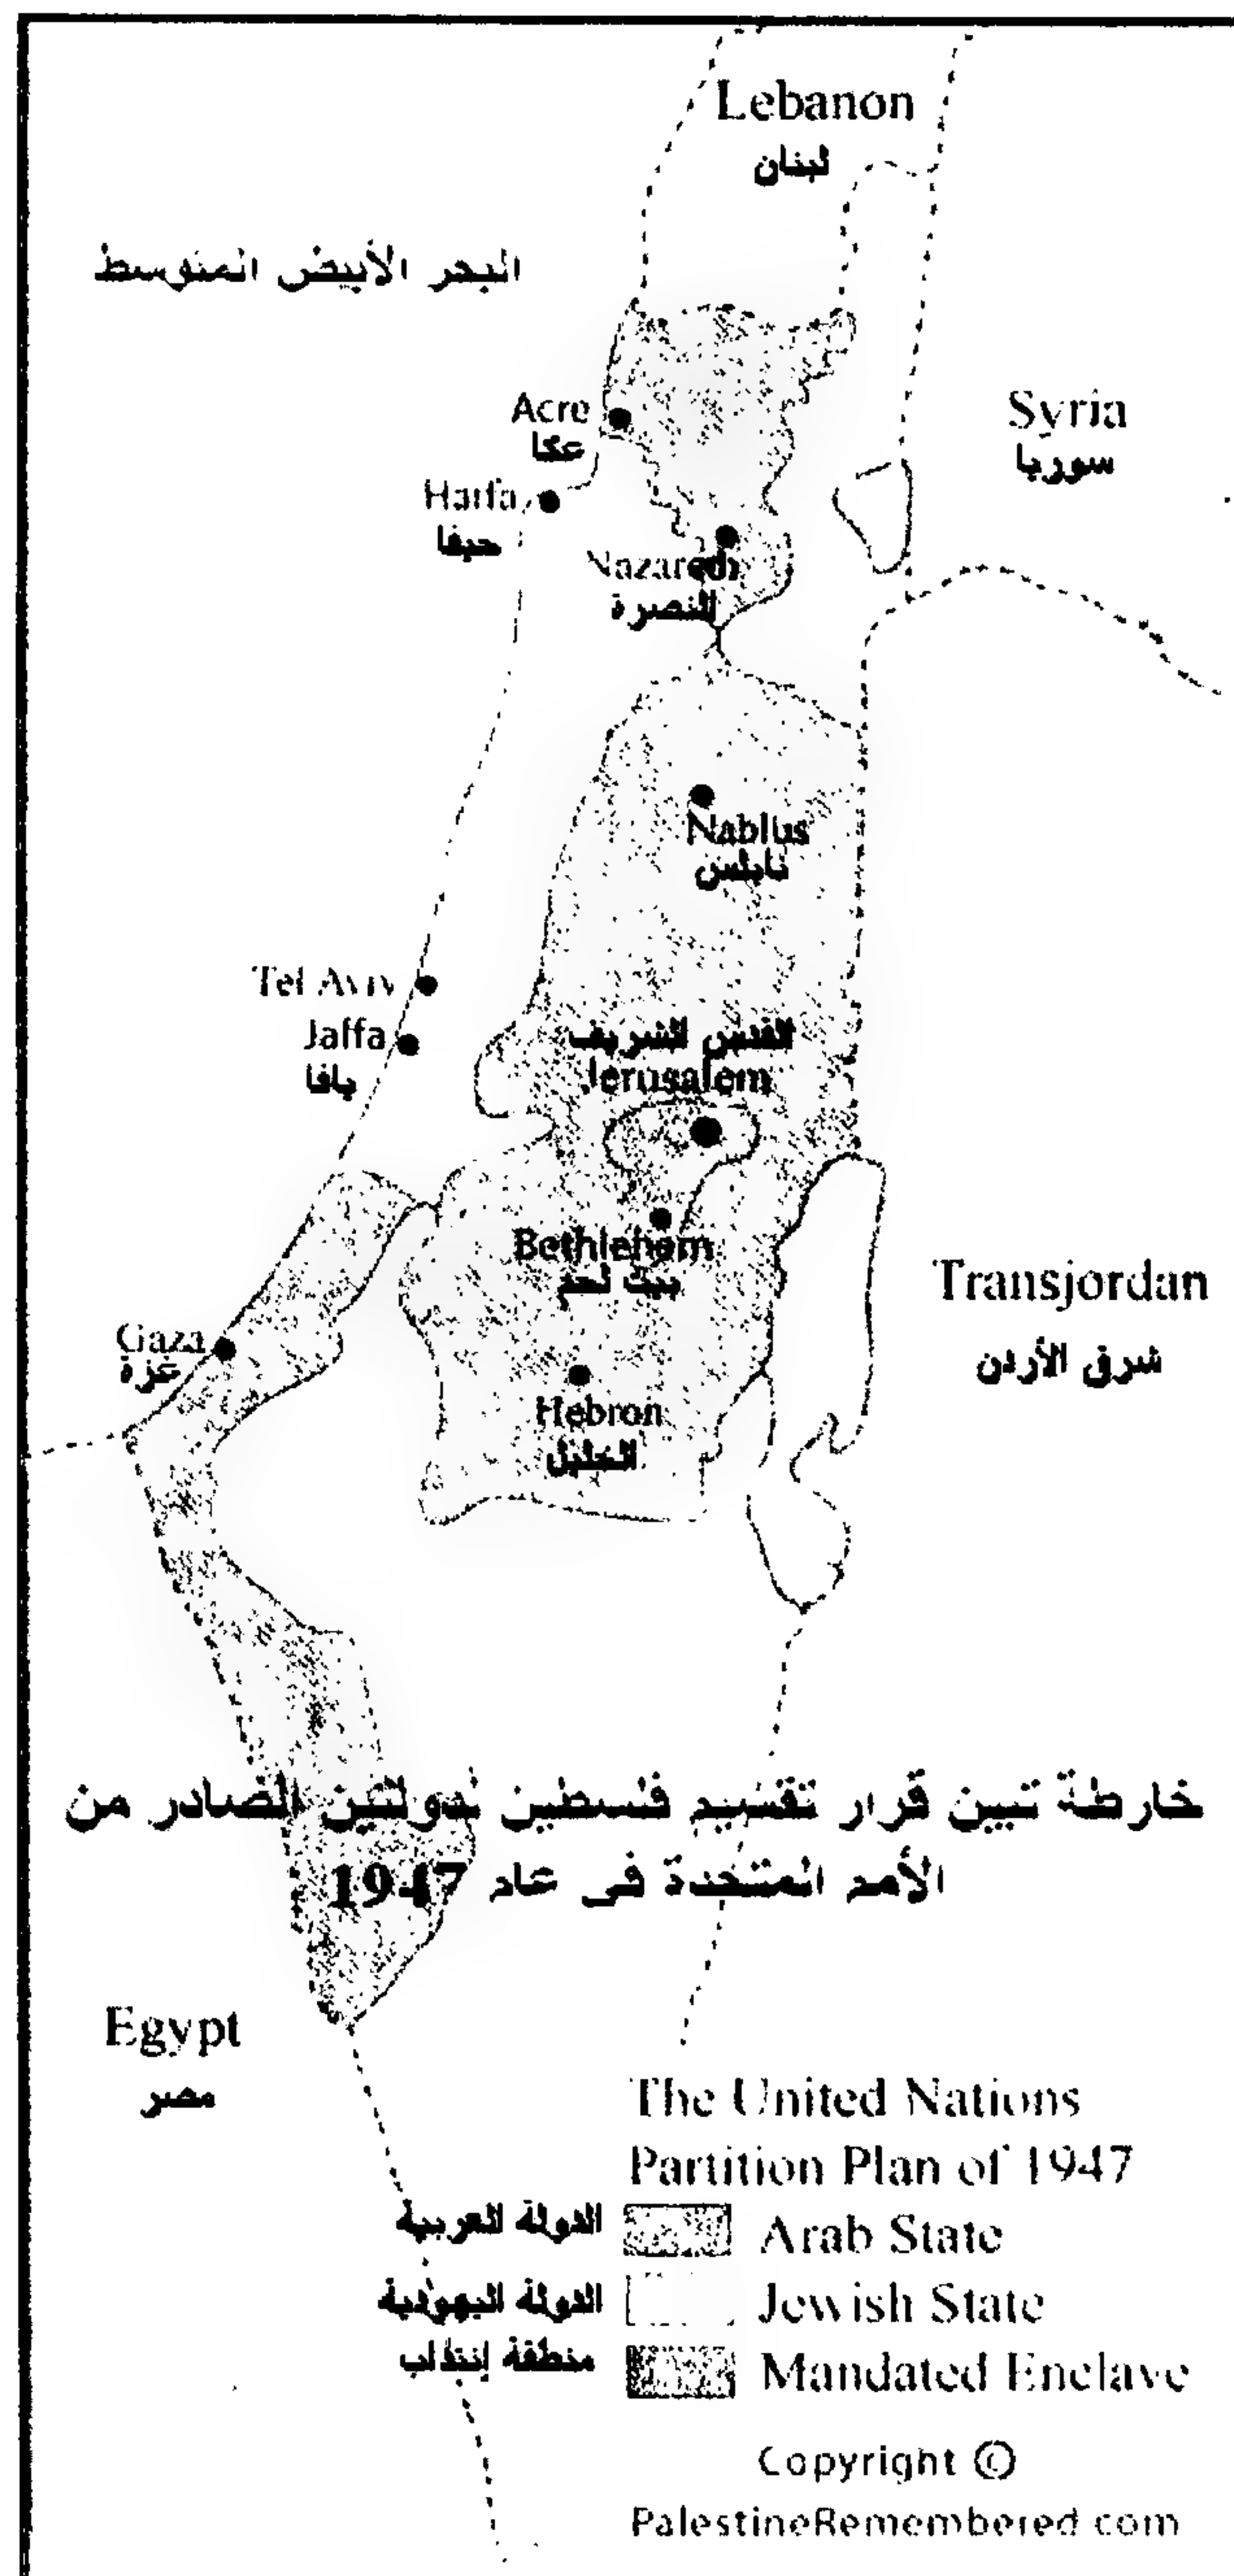 Lebanon
لبنان
البحر الأبيض المتوسط
Syria
سوريا
Acre
عكا
Haifa
حيفا
Nazareth
الناصرة
Nablus
نابلس
Tel Aviv
Jaffa
يافا
القدس الشريف
Jerusalem
Bethlehem
بيت لحم
Transjordan
شرق الأردن
Gaza
غزة
Hebron
الخليل
خارطة تبين قرار تقسيم فلسطين لدولتين الصادر من
الأمم المتحدة في عام 1947
Egypt
مصر
The United Nations
Partition Plan of 1947
الدولة العربية Arab State
الدولة اليهودية Jewish State
منطقة إنتداب Mandated Enclave
Copyright ©
PalestineRemembered.com